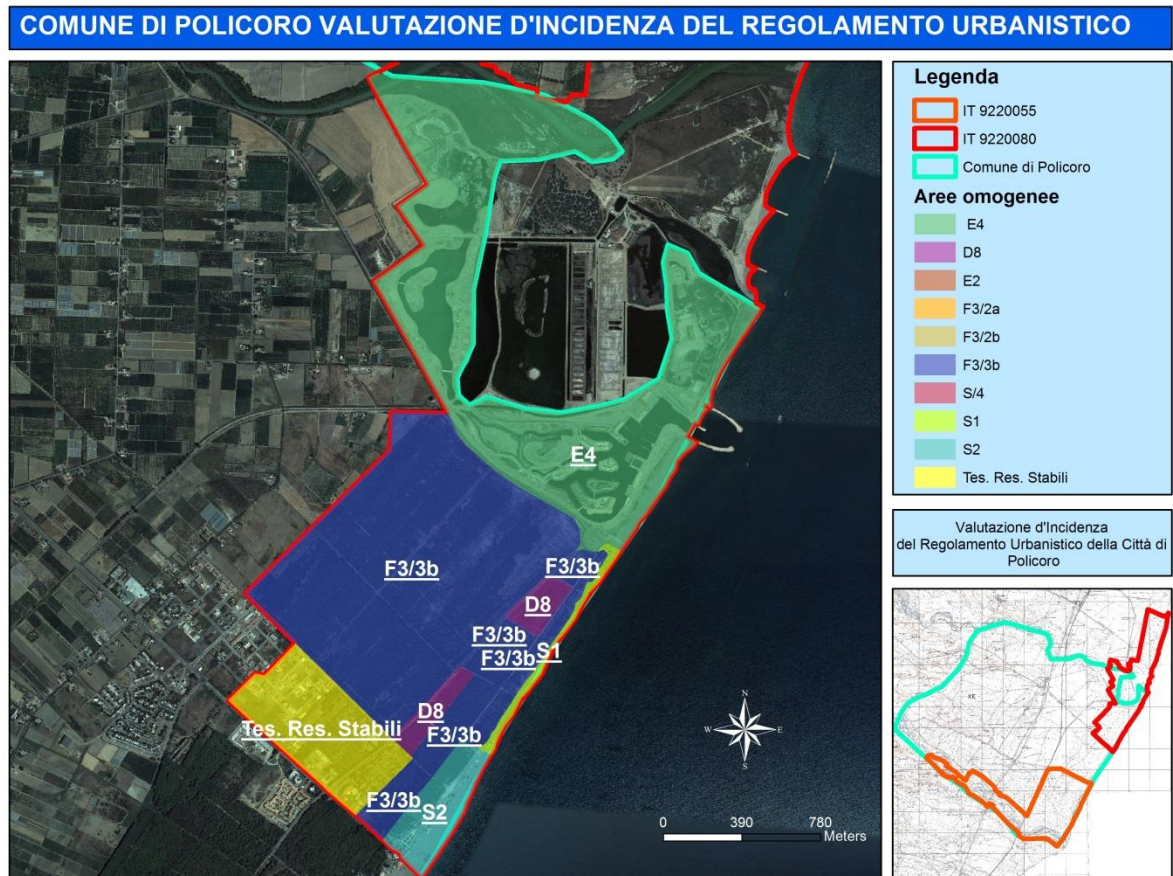 COMUNE DI POLICORO VALUTAZIONE D'INCIDENZA DEL REGOLAMENTO URBANISTICO
E4
F3/3b
F3/3b
D8
F3/3b
F3/3b
S1
D8
F3/3b
Tes. Res. Stabili
F3/3b
S2
N
W
E
S
0 390 780
Meters
Legenda
IT 9220055
IT 9220080
Comune di Policoro
Aree omogenee
E4
D8
E2
F3/2a
F3/2b
F3/3b
S/4
S1
S2
Tes. Res. Stabili
Valutazione d'Incidenza
del Regolamento Urbanistico della Città di
Policoro